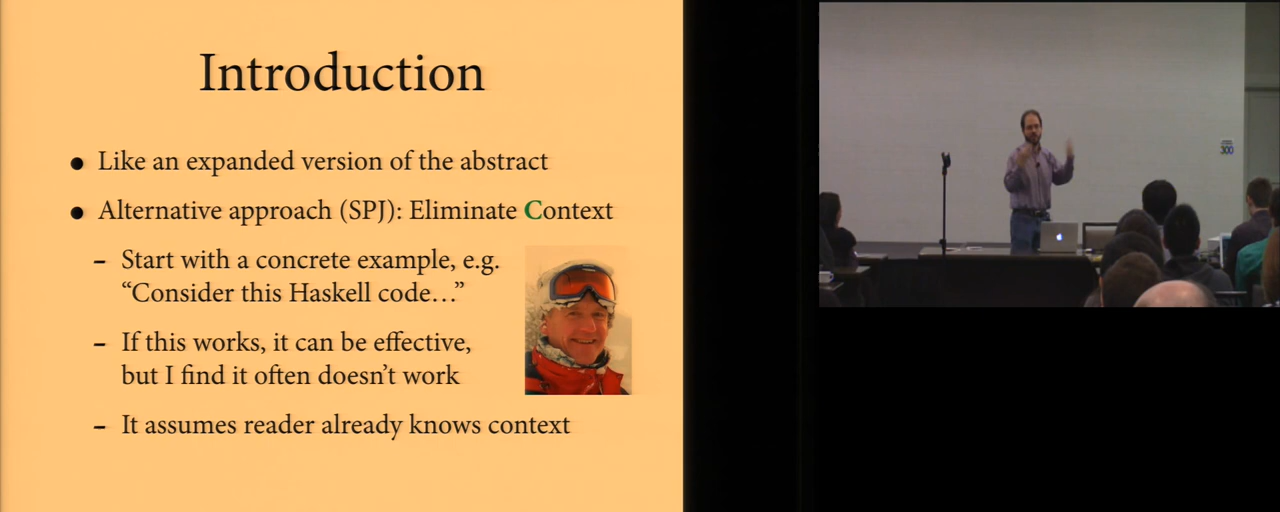 Introduction
● Like an expanded version of the abstract
● Alternative approach (SPJ): Eliminate Context
– Start with a concrete example, e.g.
“Consider this Haskell code…”
– If this works, it can be effective,
but I find it often doesn’t work
– It assumes reader already knows context
300